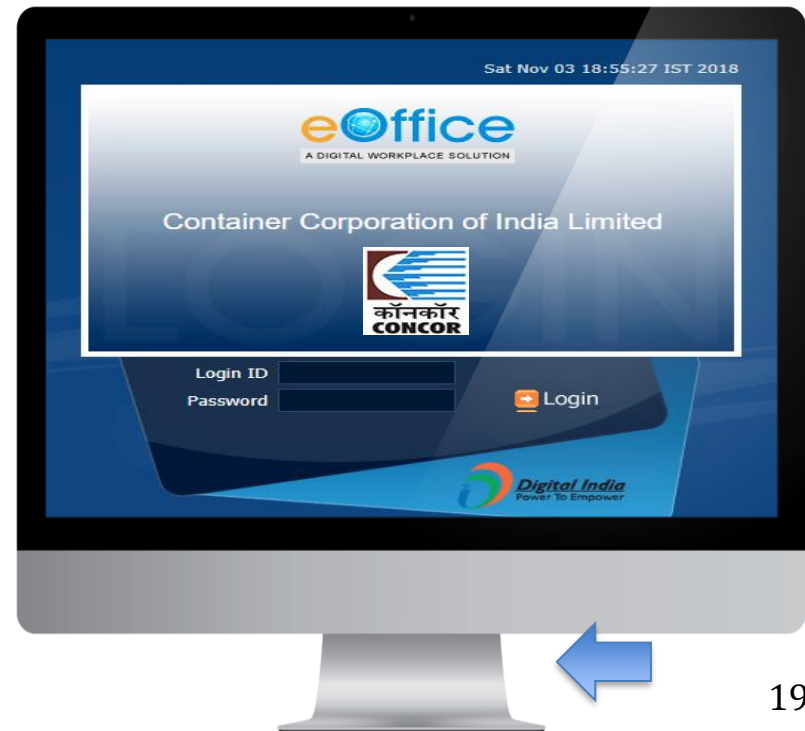 Sat Nov 03 18:55:27 IST 2018
eOffice
A DIGITAL WORKPLACE SOLUTION
Container Corporation of India Limited
कॉनकॉर
CONCOR
LOGIN
Login ID
Password
Login
Digital India
Power To Empower
19